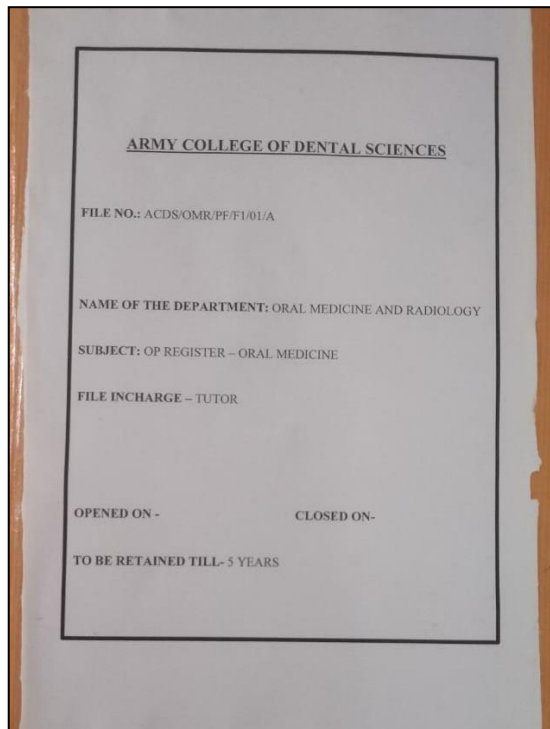 ARMY COLLEGE OF DENTAL SCIENCES
FILE NO.: ACDS/OMR/PF/F1/01/A
NAME OF THE DEPARTMENT: ORAL MEDICINE AND RADIOLOGY
SUBJECT: OP REGISTER – ORAL MEDICINE
FILE INCHARGE – TUTOR
OPENED ON - CLOSED ON-
TO BE RETAINED TILL- 5 YEARS